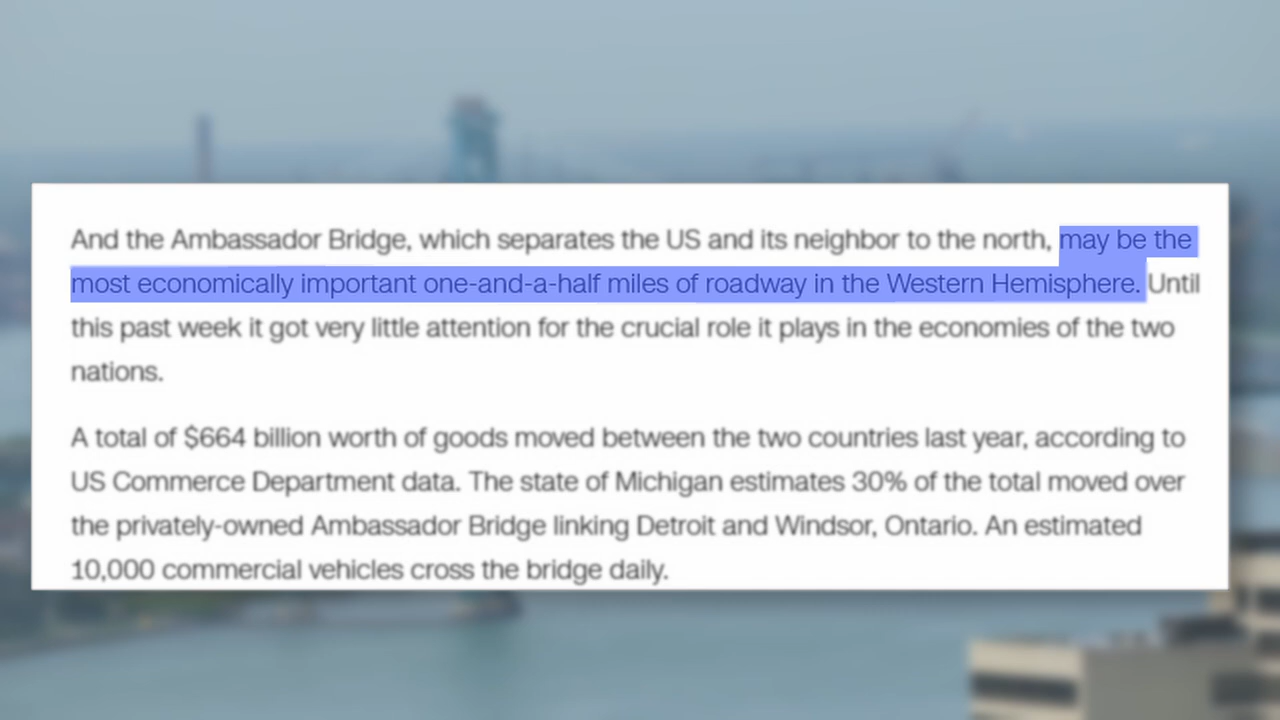 And the Ambassador Bridge, which separates the US and its neighbor to the north, may be the
most economically important one-and-a-half miles of roadway in the Western Hemisphere. Until
this past week it got very little attention for the crucial role it plays in the economies of the two
nations.
A total of $664 billion worth of goods moved between the two countries last year, according to
US Commerce Department data. The state of Michigan estimates 30% of the total moved over
the privately-owned Ambassador Bridge linking Detroit and Windsor, Ontario. An estimated
10,000 commercial vehicles cross the bridge daily.